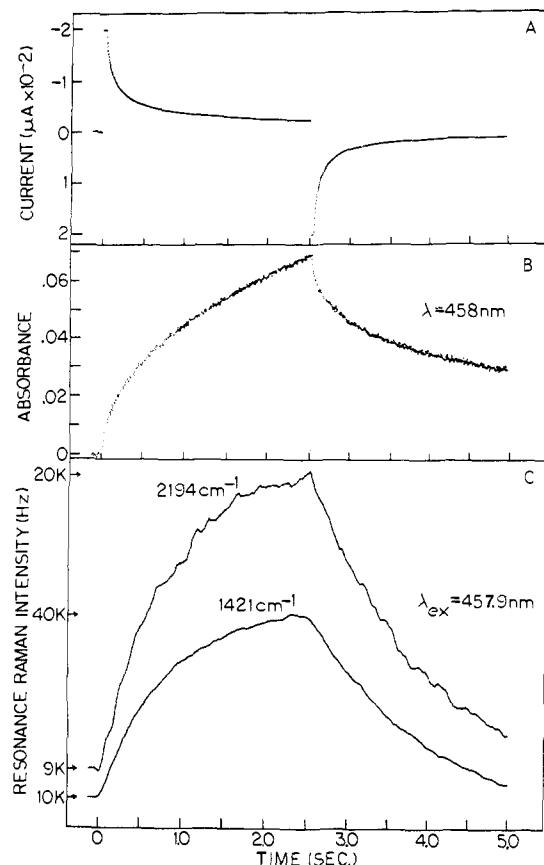 A
CURRENT (μA x10-2)
-2
-1
0
1
2
B
ABSORBANCE
.06
.04
.02
0
λ=458nm
C
RESONANCE RAMAN INTENSITY (Hz)
20K
2194cm-1
40K
1421cm-1
λex=457.9nm
9K
10K
0 1.0 2.0 3.0 4.0 5.0
TIME (SEC.)